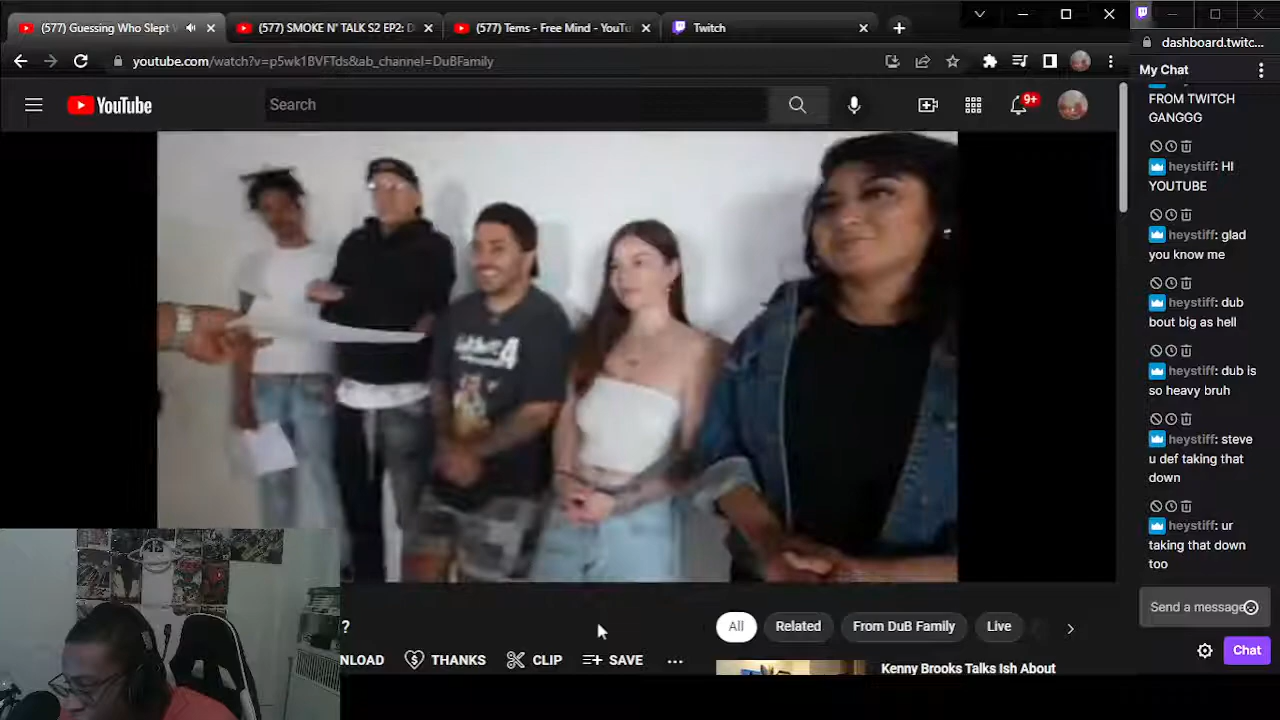 (577) Guessing Who Slept
(577) SMOKE N' TALK S2 EP2: D
(577) Tems - Free Mind - YouTu
Twitch
dashboard.twitc...
youtube.com/watch?v=p5wk1BVFTds&ab_channel=DuBFamily
My Chat
YouTube
Search
9+
FROM TWITCH
GANGGG
heystiff: HI
YOUTUBE
heystiff: glad
you know me
heystiff: dub
bout big as hell
heystiff: dub is
so heavy bruh
heystiff: steve
u def taking that
down
heystiff: ur
taking that down
too
Send a message
Chat
?
All
Related
From DuB Family
Live
NLOAD
THANKS
CLIP
SAVE
...
Kenny Brooks Talks Ish About